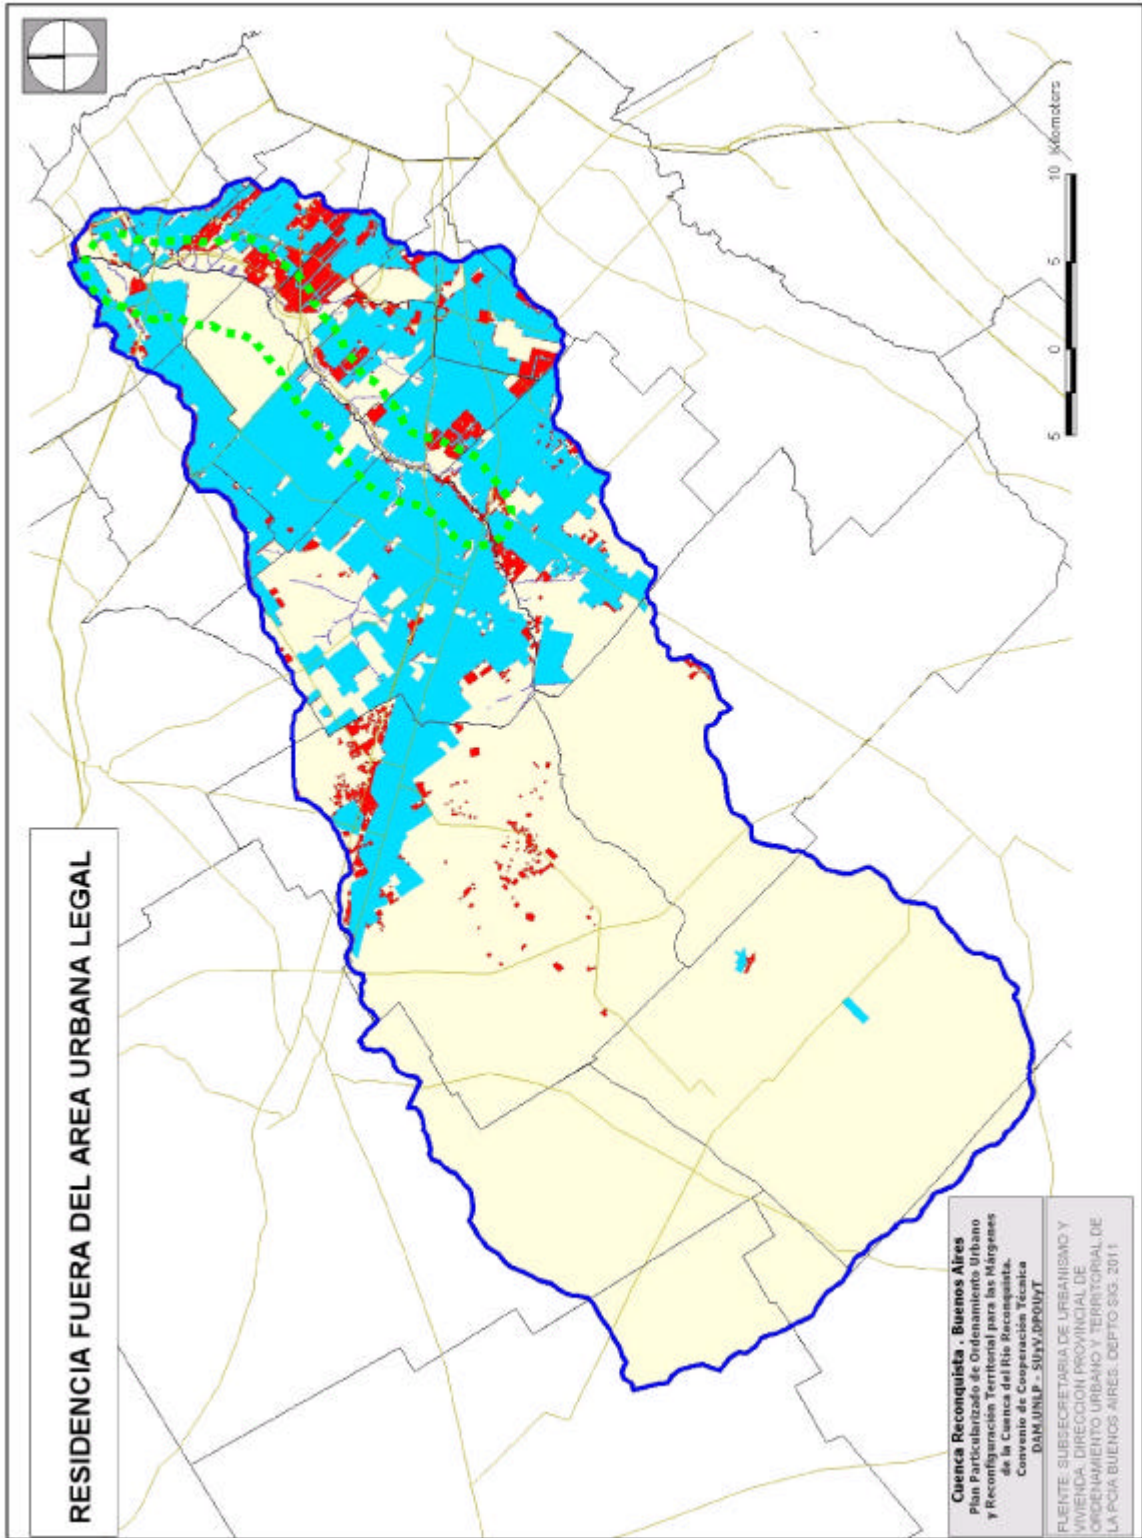 RESIDENCIA FUERA DEL AREA URBANA LEGAL
5 0 5 10 Kilometers
Cuenca Reconquista . Buenos Aires
Plan Particularizado de Ordenamiento Urbano
y Reconfiguración Territorial para las Márgenes
de la Cuenca del Río Reconquista.
Convenio de Cooperación Técnica
DAM.UNLP - SUyV.DPOUyT
FUENTE: SUBSECRETARIA DE URBANISMO Y
VIVIENDA. DIRECCION PROVINCIAL DE
ORDENAMIENTO URBANO Y TERRITORIAL DE
LA PCIA BUENOS AIRES. DEPTO SIG. 2011